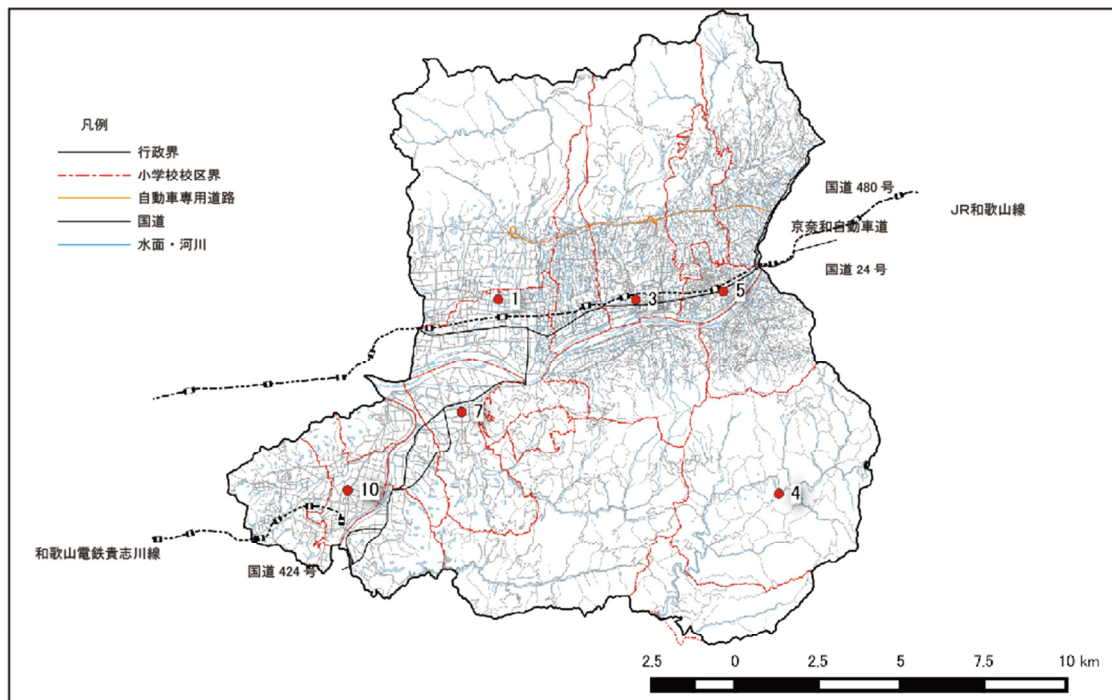 凡例
行政界
小学校校区界
自動車専用道路
国道
水面・河川
国道 480 号
JR和歌山線
京奈和自動車道
国道 24 号
1
3
5
7
10
4
和歌山電鉄貴志川線
国道 424 号
2.5 0 2.5 5 7.5 10 km